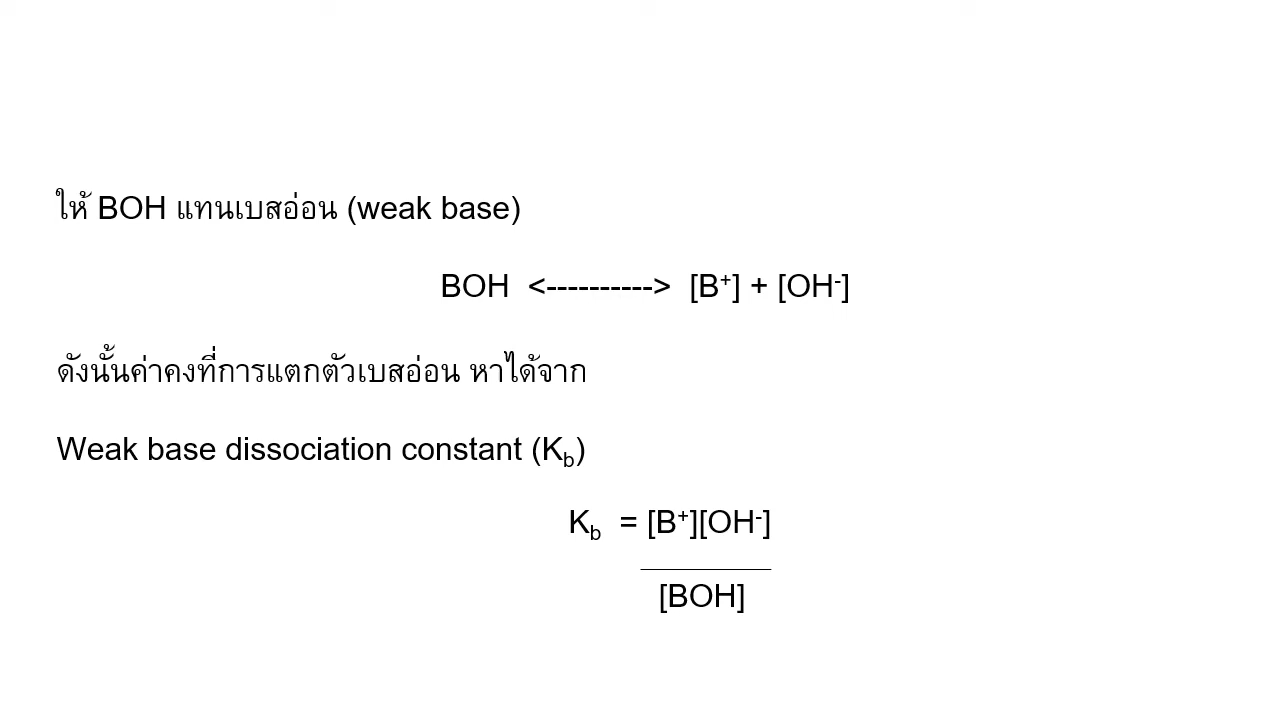 ให้ BOH แทนเบสอ่อน (weak base)
BOH <----------> [B⁺] + [OH⁻]
ดังนั้นค่าคงที่การแตกตัวเบสอ่อน หาได้จาก
Weak base dissociation constant (K_b)
K_b = [B⁺][OH⁻]
[BOH]